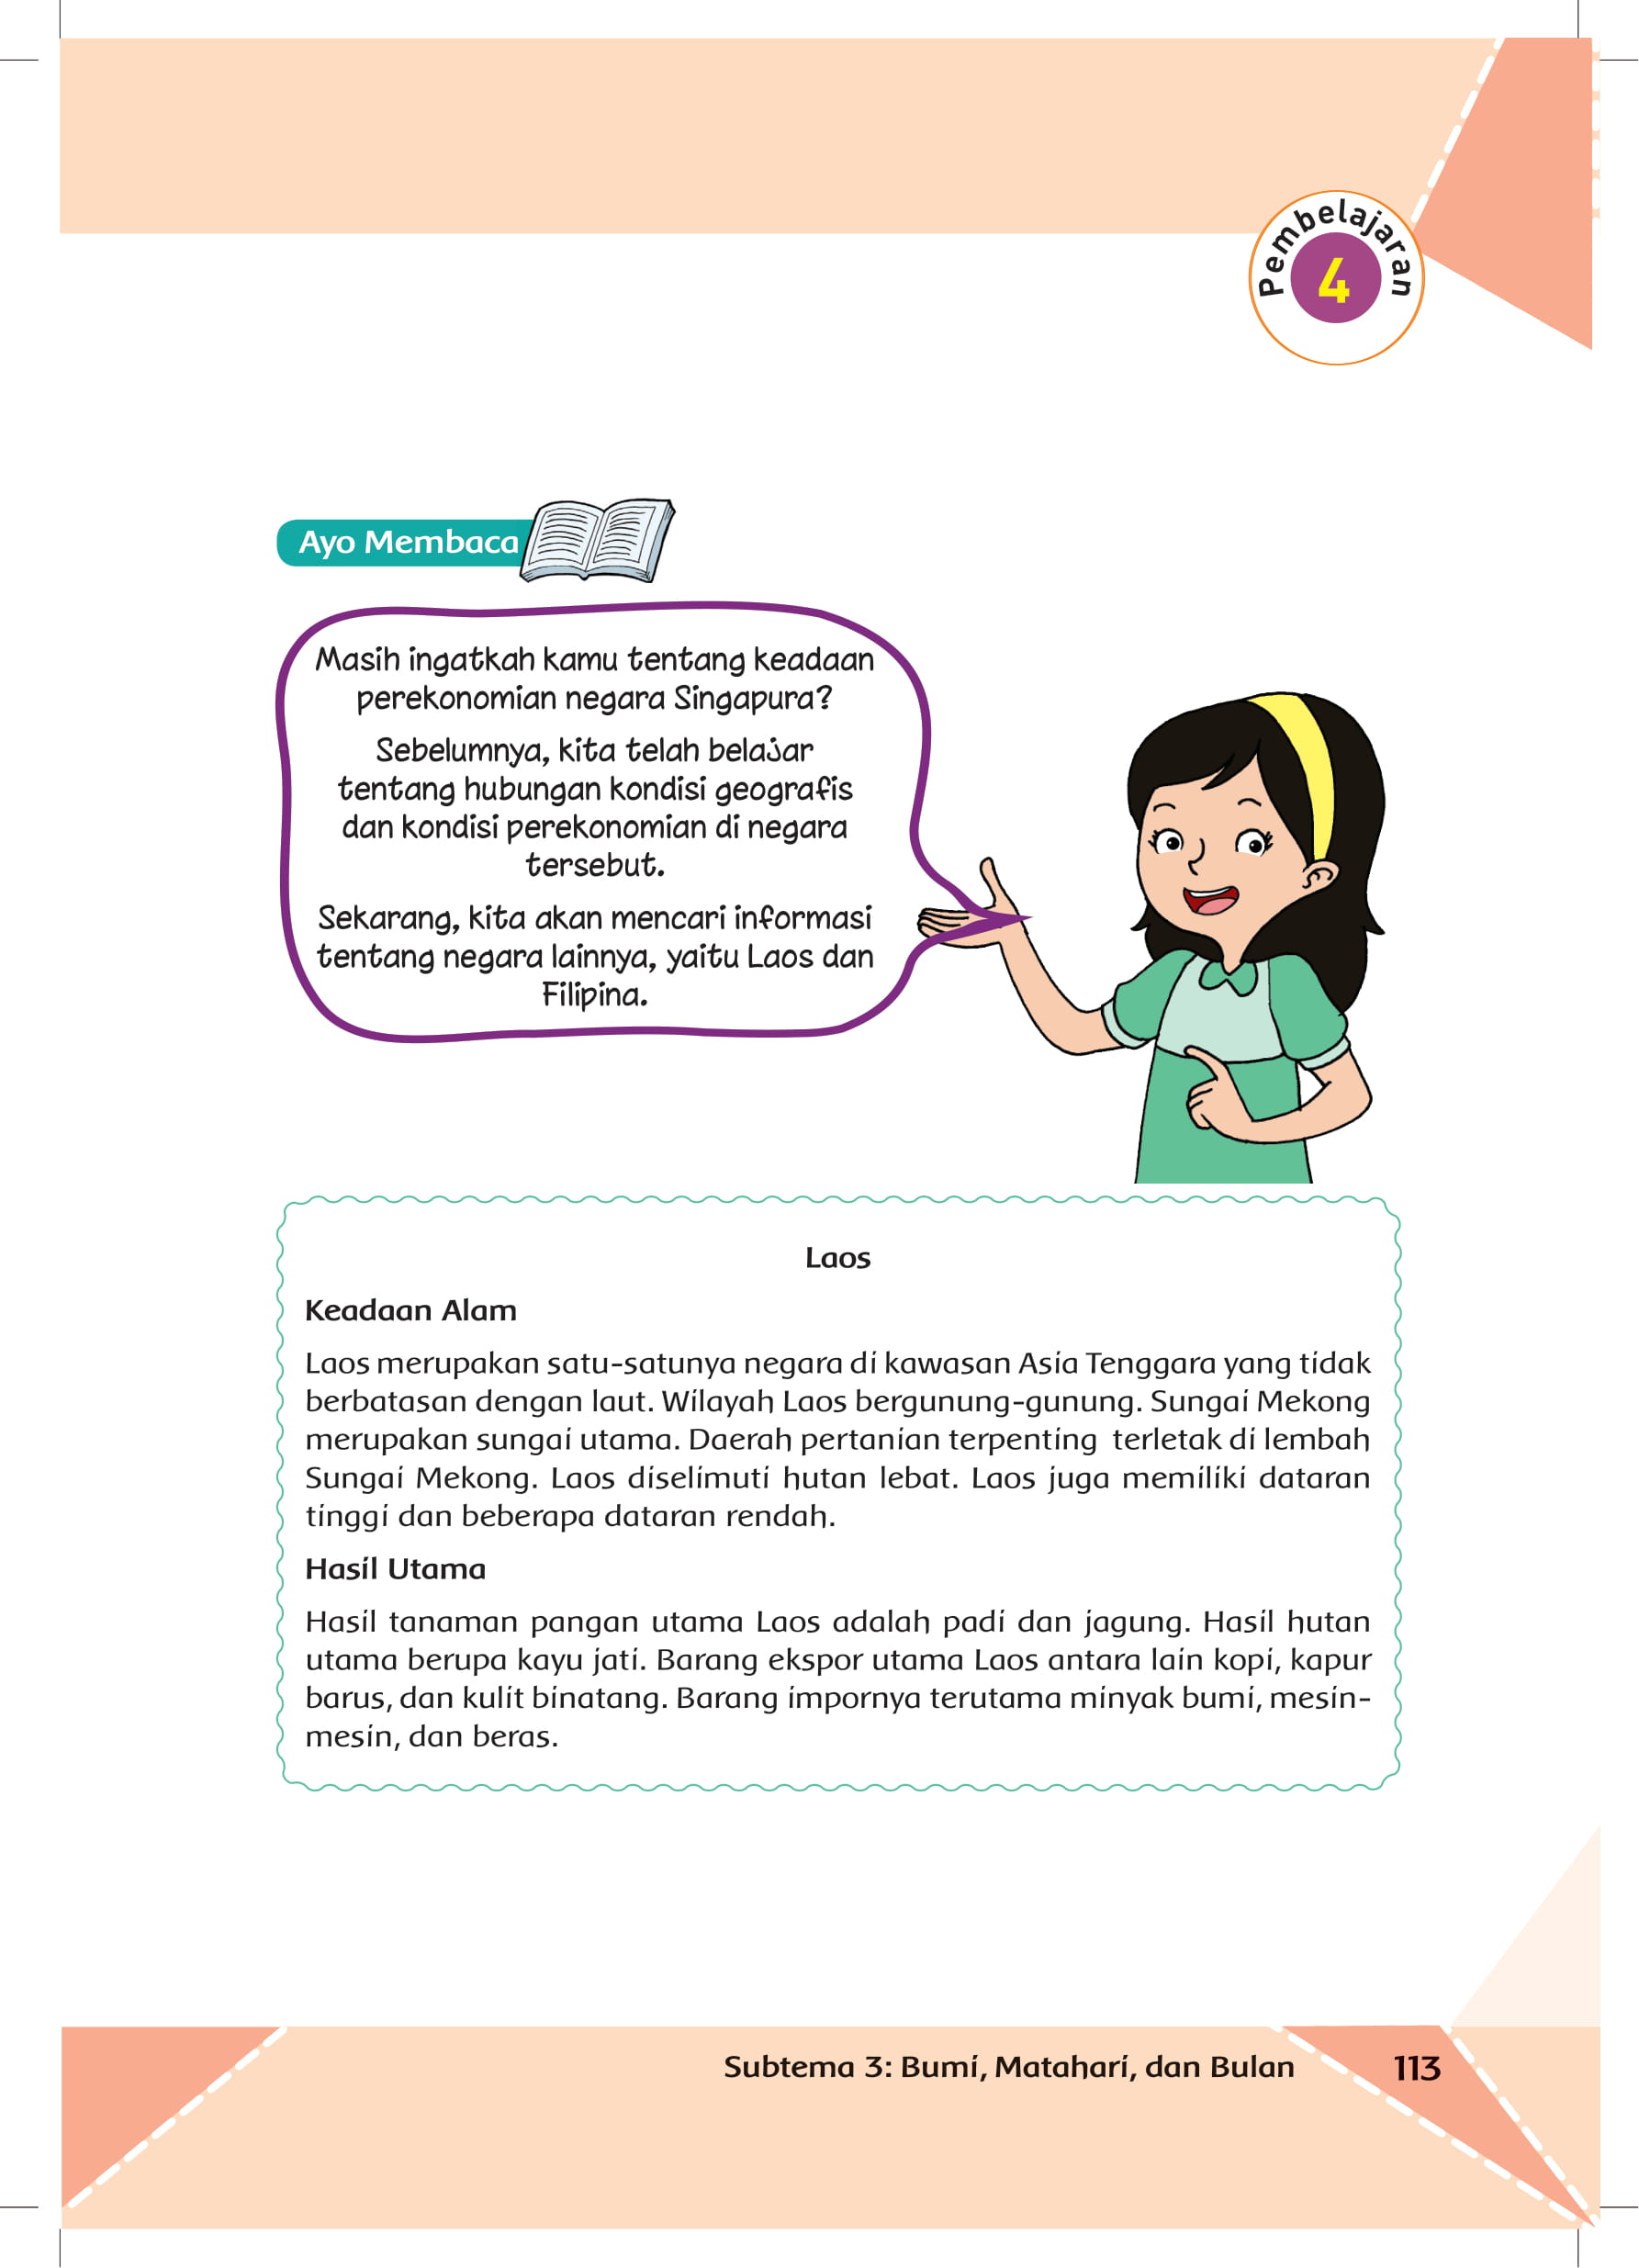 Pembelajaran
4
Ayo Membaca
Masih ingatkah kamu tentang keadaan
perekonomian negara Singapura?
Sebelumnya, kita telah belajar
tentang hubungan kondisi geografis
dan kondisi perekonomian di negara
tersebut.
Sekarang, kita akan mencari informasi
tentang negara lainnya, yaitu Laos dan
Filipina.
Laos
Keadaan Alam
Laos merupakan satu-satunya negara di kawasan Asia Tenggara yang tidak
berbatasan dengan laut. Wilayah Laos bergunung-gunung. Sungai Mekong
merupakan sungai utama. Daerah pertanian terpenting terletak di lembah
Sungai Mekong. Laos diselimuti hutan lebat. Laos juga memiliki dataran
tinggi dan beberapa dataran rendah.
Hasil Utama
Hasil tanaman pangan utama Laos adalah padi dan jagung. Hasil hutan
utama berupa kayu jati. Barang ekspor utama Laos antara lain kopi, kapur
barus, dan kulit binatang. Barang impornya terutama minyak bumi, mesin-
mesin, dan beras.
Subtema 3: Bumi, Matahari, dan Bulan
113